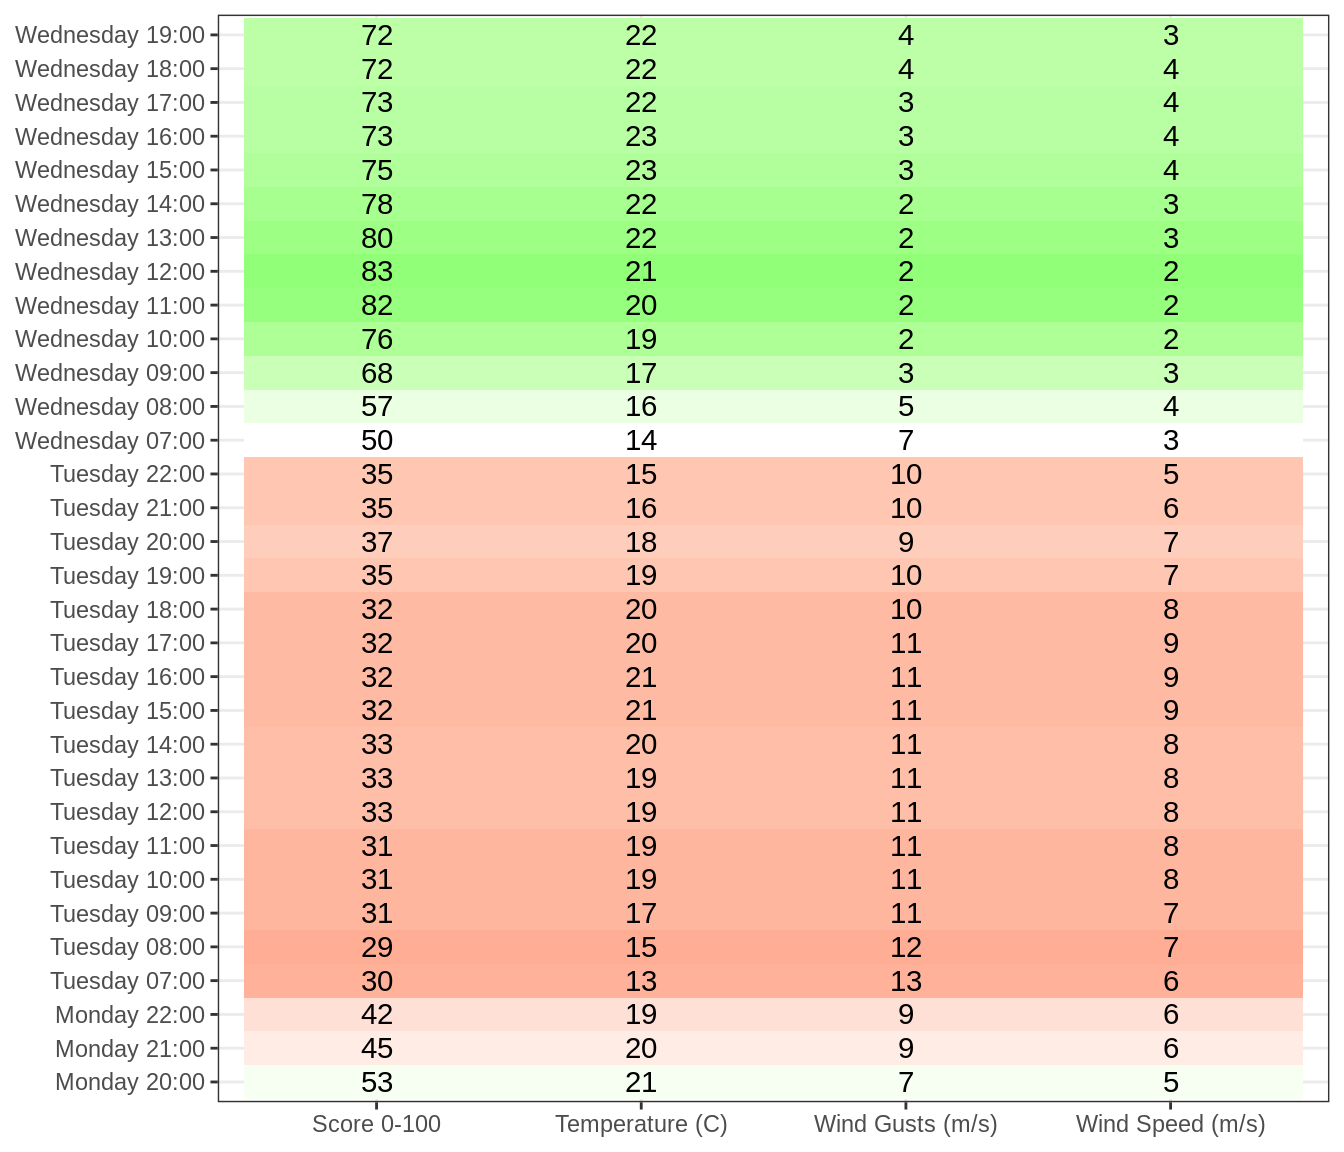 Wednesday 19:00 72 22 4 3
Wednesday 18:00 72 22 4 4
Wednesday 17:00 73 22 3 4
Wednesday 16:00 73 23 3 4
Wednesday 15:00 75 23 3 4
Wednesday 14:00 78 22 2 3
Wednesday 13:00 80 22 2 3
Wednesday 12:00 83 21 2 2
Wednesday 11:00 82 20 2 2
Wednesday 10:00 76 19 2 2
Wednesday 09:00 68 17 3 3
Wednesday 08:00 57 16 5 4
Wednesday 07:00 50 14 7 3
Tuesday 22:00 35 15 10 5
Tuesday 21:00 35 16 10 6
Tuesday 20:00 37 18 9 7
Tuesday 19:00 35 19 10 7
Tuesday 18:00 32 20 10 8
Tuesday 17:00 32 20 11 9
Tuesday 16:00 32 21 11 9
Tuesday 15:00 32 21 11 9
Tuesday 14:00 33 20 11 8
Tuesday 13:00 33 19 11 8
Tuesday 12:00 33 19 11 8
Tuesday 11:00 31 19 11 8
Tuesday 10:00 31 19 11 8
Tuesday 09:00 31 17 11 7
Tuesday 08:00 29 15 12 7
Tuesday 07:00 30 13 13 6
Monday 22:00 42 19 9 6
Monday 21:00 45 20 9 6
Monday 20:00 53 21 7 5
Score 0-100 Temperature (C) Wind Gusts (m/s) Wind Speed (m/s)